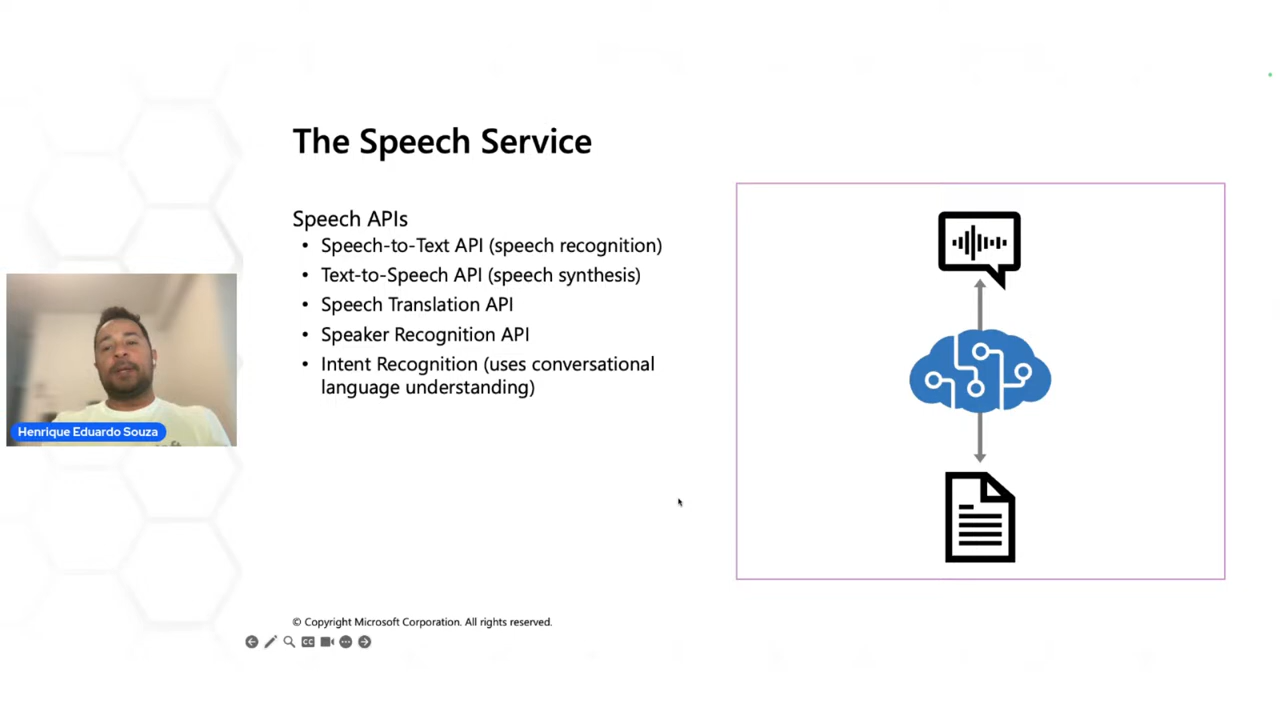 The Speech Service
Speech APIs
• Speech-to-Text API (speech recognition)
• Text-to-Speech API (speech synthesis)
• Speech Translation API
• Speaker Recognition API
• Intent Recognition (uses conversational
language understanding)
Henrique Eduardo Souza
© Copyright Microsoft Corporation. All rights reserved.
CC